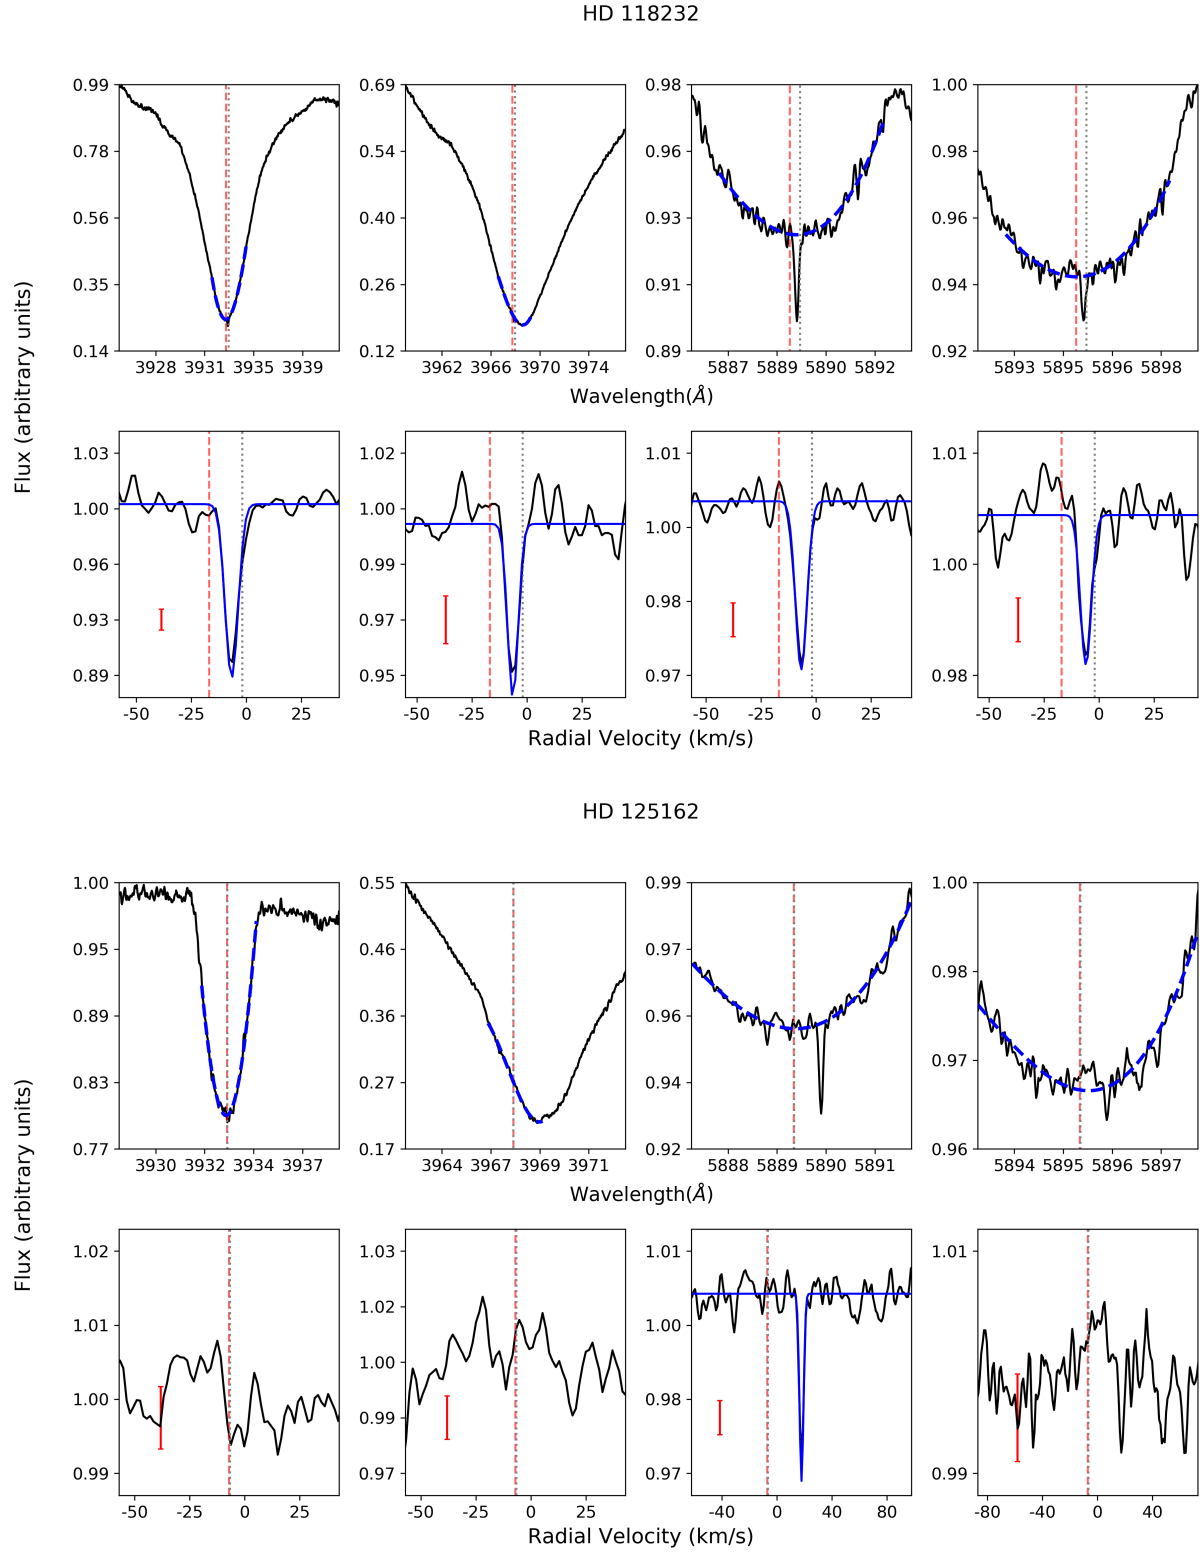 HD 118232
0.99 0.69 0.98 1.00
0.78 0.54 0.96 0.98
0.56 0.40 0.93 0.96
0.35 0.26 0.91 0.94
0.14 0.12 0.89 0.92
3928 3931 3935 3939 3962 3966 3970 3974 5887 5889 5890 5892 5893 5895 5896 5898
Wavelength(Å)
Flux (arbitrary units)
1.03 1.02 1.01 1.01
1.00 1.00 1.00 1.00
0.96 0.99
0.93 0.97 0.98
0.89 0.95 0.97 0.98
-50 -25 0 25 -50 -25 0 25 -50 -25 0 25 -50 -25 0 25
Radial Velocity (km/s)
HD 125162
1.00 0.55 0.99 1.00
0.95 0.46 0.97 0.98
0.89 0.36 0.96
0.83 0.27 0.94 0.97
0.77 0.17 0.92 0.96
3930 3932 3934 3937 3964 3967 3969 3971 5888 5889 5890 5891 5894 5895 5896 5897
Wavelength(Å)
Flux (arbitrary units)
1.02 1.03 1.01 1.01
1.01 1.02 1.00
1.00 1.00 0.98
0.99 0.99 0.97 0.99
0.97
-50 -25 0 25 -50 -25 0 25 -40 0 40 80 -80 -40 0 40
Radial Velocity (km/s)